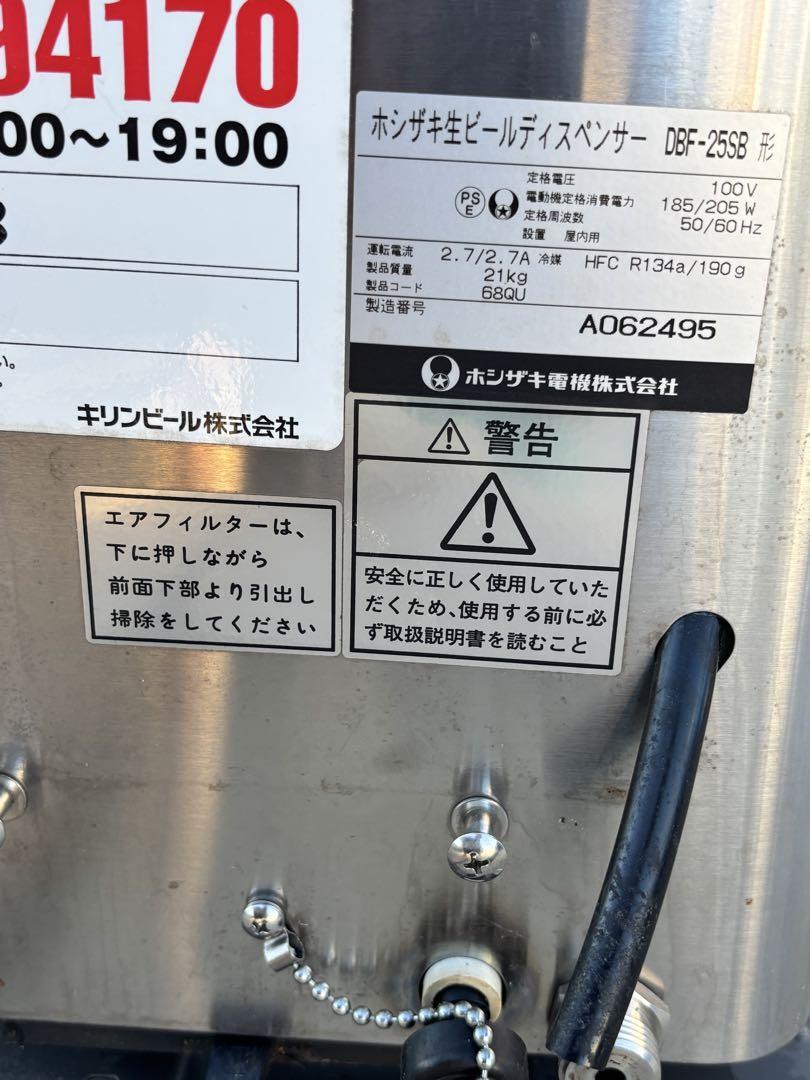 94170
00～19:00
い。
キリンビール株式会社
ホシザキ生ビールディスペンサー DBF-25SB 形
定格電圧 100V
電動機定格消費電力 185/205W
定格周波数 50/60Hz
設置 屋内用
PS
E
運転電流 2.7/2.7A 冷媒 HFC R134a/190g
製品質量 21kg
製品コード 68QU
製造番号 A062495
ホシザキ電機株式会社
警告
安全に正しく使用していた
だくため、使用する前に必
ず取扱説明書を読むこと
エアフィルターは、
下に押しながら
前面下部より引出し
掃除をしてください